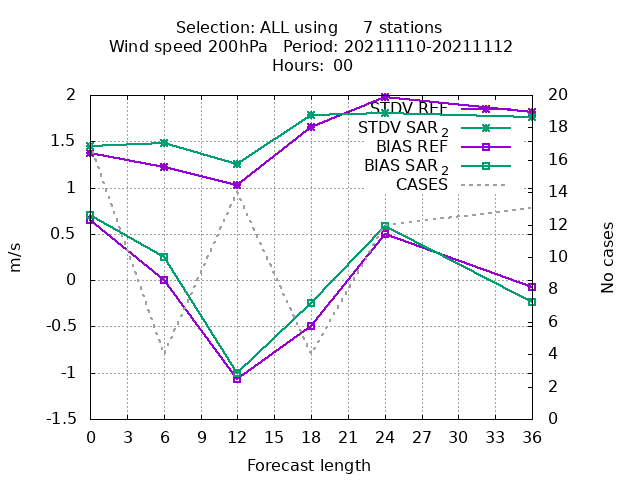 Selection: ALL using 7 stations
Wind speed 200hPa Period: 20211110-20211112
Hours: 00
2 20
STDV REF
18
STDV SAR 2
1.5
BIAS REF
16
BIAS SAR 2
1 14
CASES
0.5 12
0 10
8
-0.5 6
4
-1
2
-1.5 0
m/s
No cases
0 3 6 9 12 15 18 21 24 27 30 33 36
Forecast length